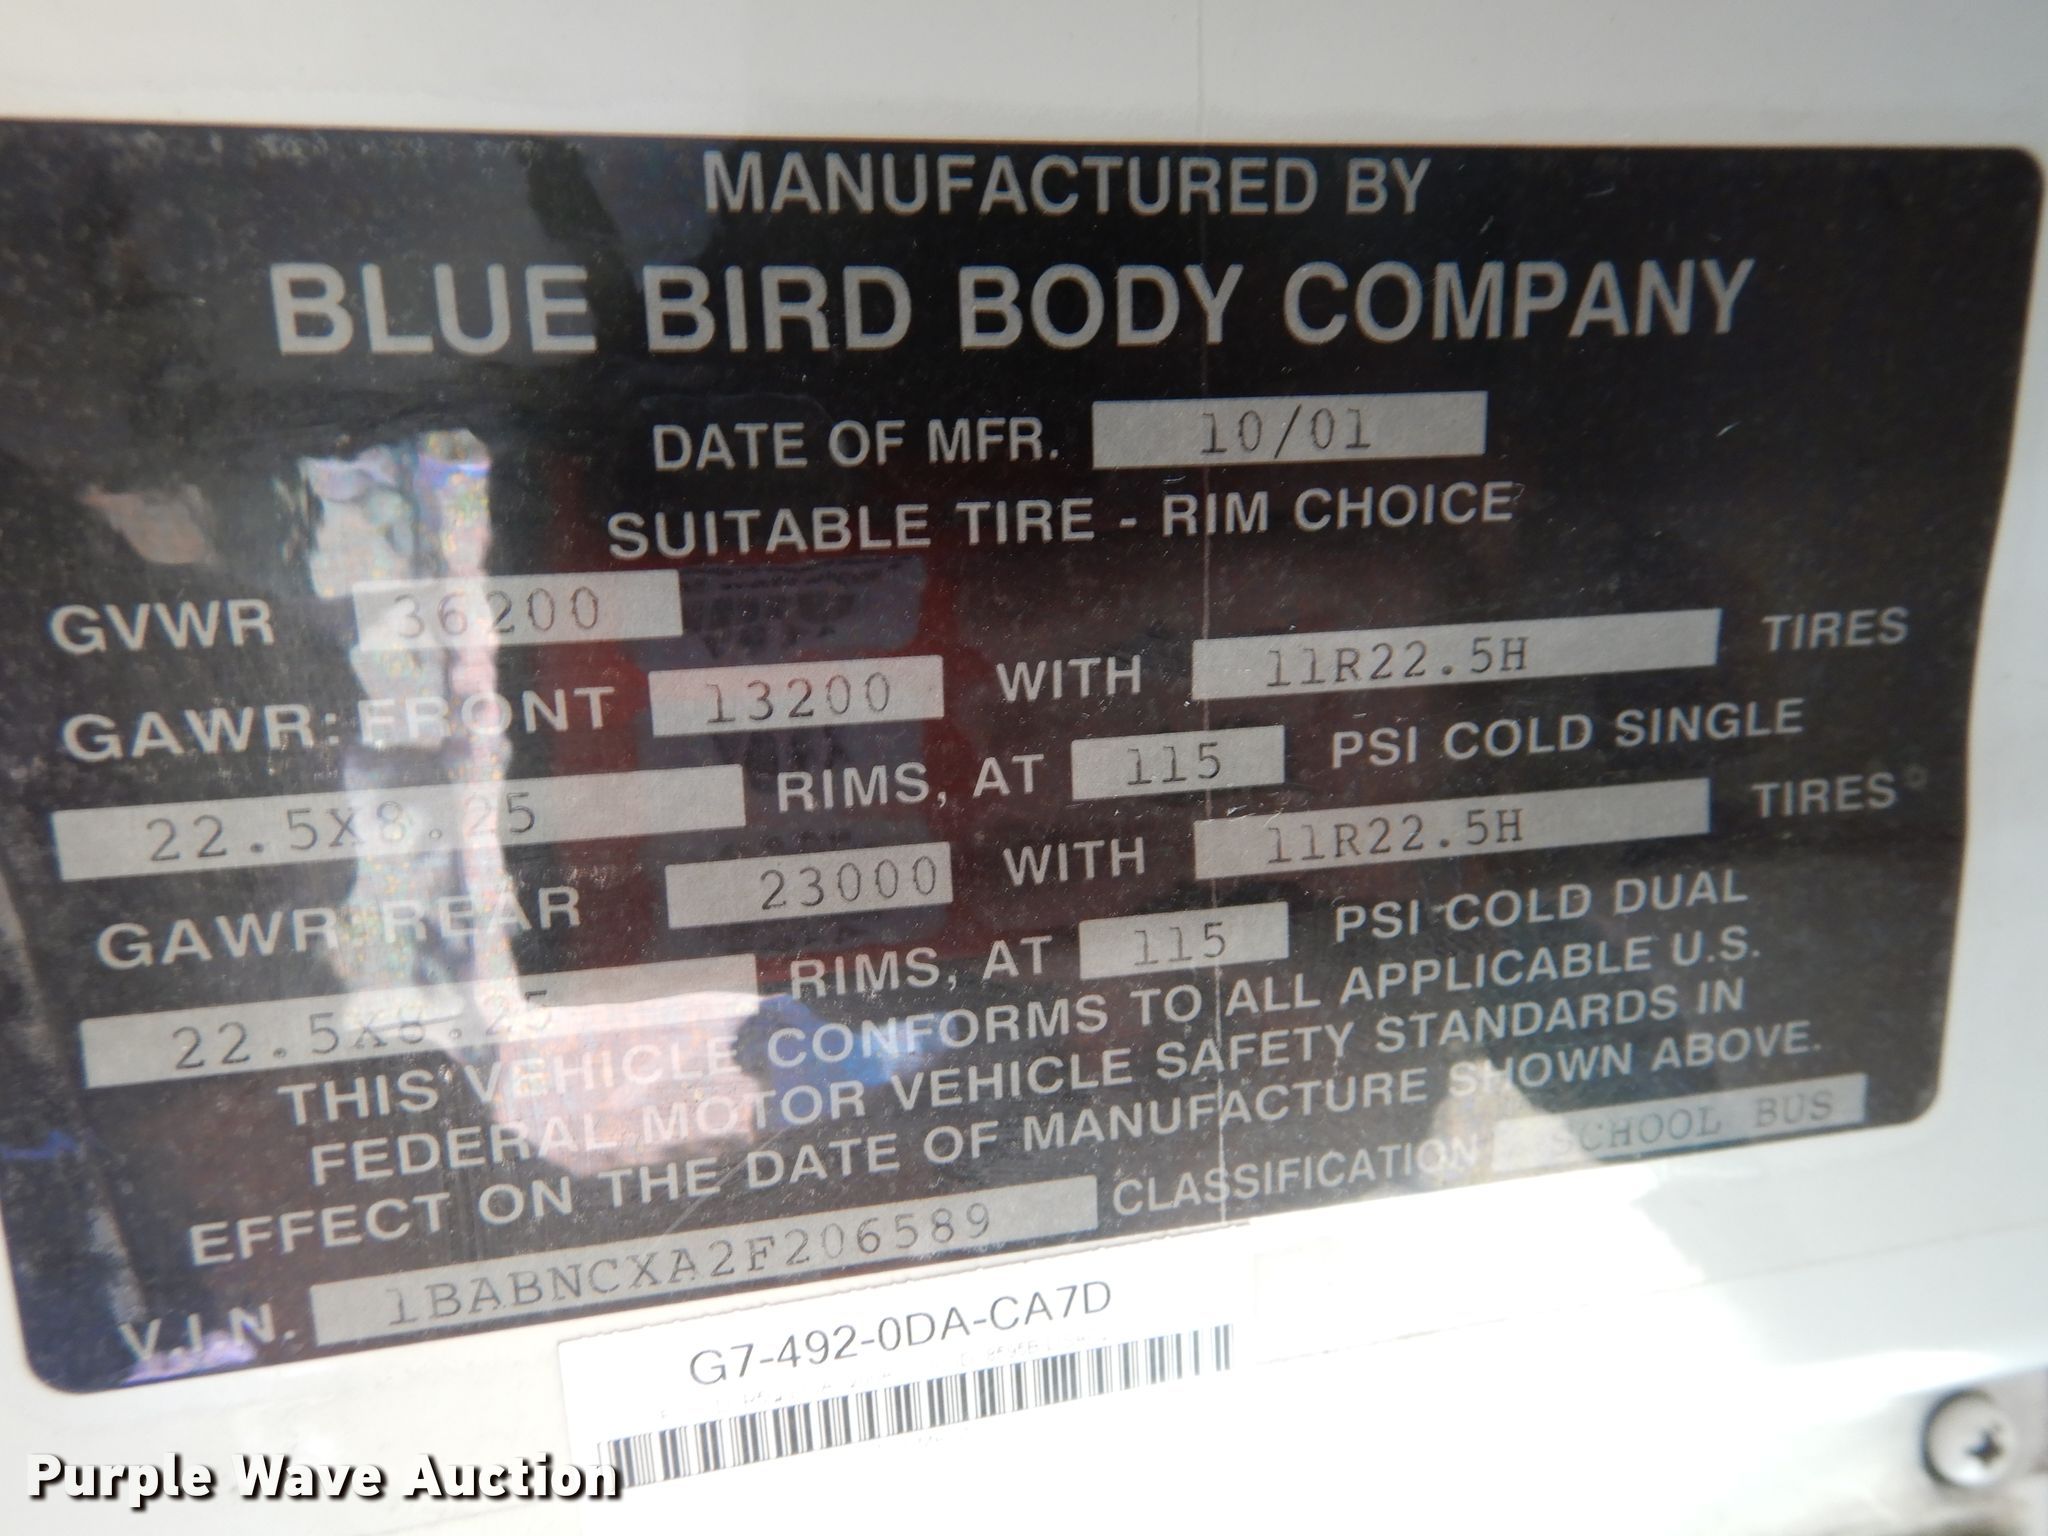 MANUFACTURED BY
BLUE BIRD BODY COMPANY
DATE OF MFR. 10/01
SUITABLE TIRE - RIM CHOICE
GVWR 36200
GAWR: FRONT 13200 WITH 11R22.5H TIRES
22.5X8.25 RIMS, AT 115 PSI COLD SINGLE
GAWR: REAR 23000 WITH 11R22.5H TIRES
22.5X8.25 RIMS, AT 115 PSI COLD DUAL
THIS VEHICLE CONFORMS TO ALL APPLICABLE U.S.
FEDERAL MOTOR VEHICLE SAFETY STANDARDS IN
EFFECT ON THE DATE OF MANUFACTURE SHOWN ABOVE.
V.I.N. 1BABNCXA2F206589 CLASSIFICATION SCHOOL BUS
G7-492-0DA-CA7D
Purple Wave Auction